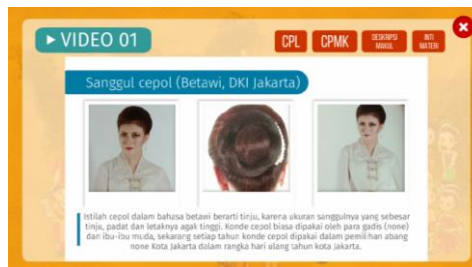 VIDEO 01
CPL
CPMK
DESKRIPSI
MAKUL
INTI
MATERI
Sanggul cepol (Betawi, DKI Jakarta)
Istilah cepol dalam bahasa betawi berarti tinju, karena ukuran sanggulnya yang sebesar
tinju, padat dan letaknya agak tinggi. Konde cepol biasa dipakai oleh para gadis (none)
dan ibu-ibu muda, sekarang setiap tahun konde cepol dipakai dalam pemilihan abang
none Kota Jakarta dalam rangka hari ulang tahun kota Jakarta.